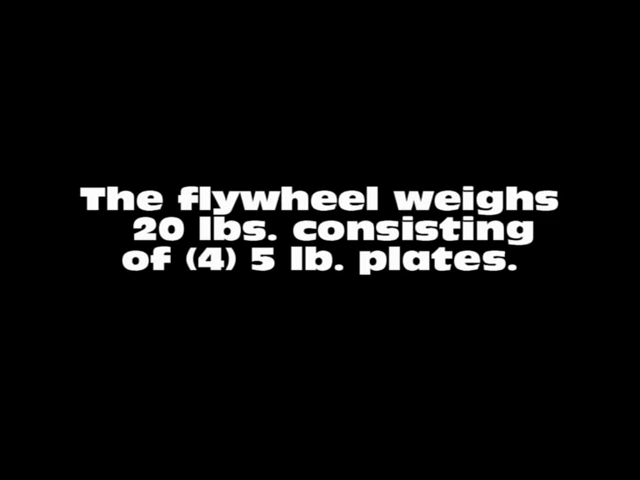 The flywheel weighs
20 lbs. consisting
of (4) 5 lb. plates.